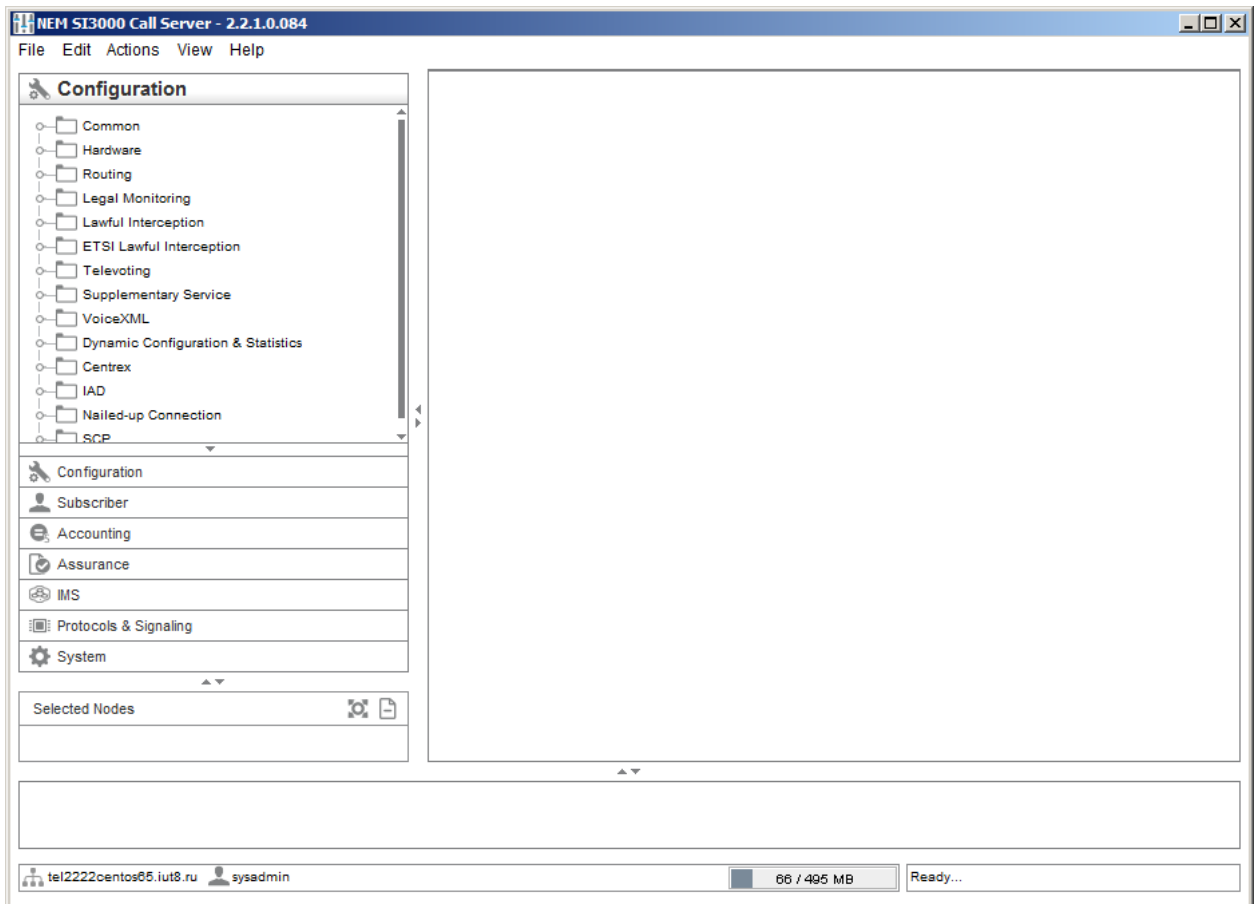 NEM SI3000 Call Server - 2.2.1.0.084
File Edit Actions View Help
Configuration
Common
Hardware
Routing
Legal Monitoring
Lawful Interception
ETSI Lawful Interception
Televoting
Supplementary Service
VoiceXML
Dynamic Configuration & Statistics
Centrex
IAD
Nailed-up Connection
SCP
Configuration
Subscriber
Accounting
Assurance
IMS
Protocols & Signaling
System
Selected Nodes
tel2222centos65.iut8.ru sysadmin 66 / 495 MB Ready...